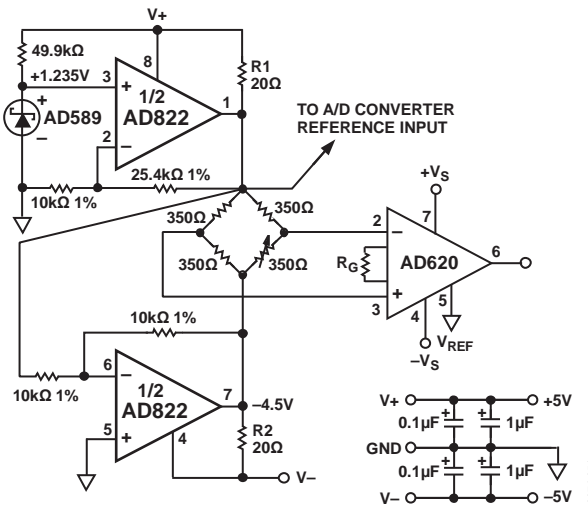 V+
49.9kΩ
+1.235V
AD589
+
–
3
+
8
1/2
AD822
1
2
–
R1
20Ω
TO A/D CONVERTER
REFERENCE INPUT
10kΩ 1%
25.4kΩ 1%
350Ω
350Ω
350Ω
350Ω
+VS
2
–
7
RG
AD620
6
+
3
4
5
VREF
–VS
10kΩ 1%
10kΩ 1%
6
–
1/2
AD822
7
–4.5V
5
+
4
R2
20Ω
V–
V+
+5V
0.1µF
+
+
1µF
GND
0.1µF
+
+
1µF
V–
–5V